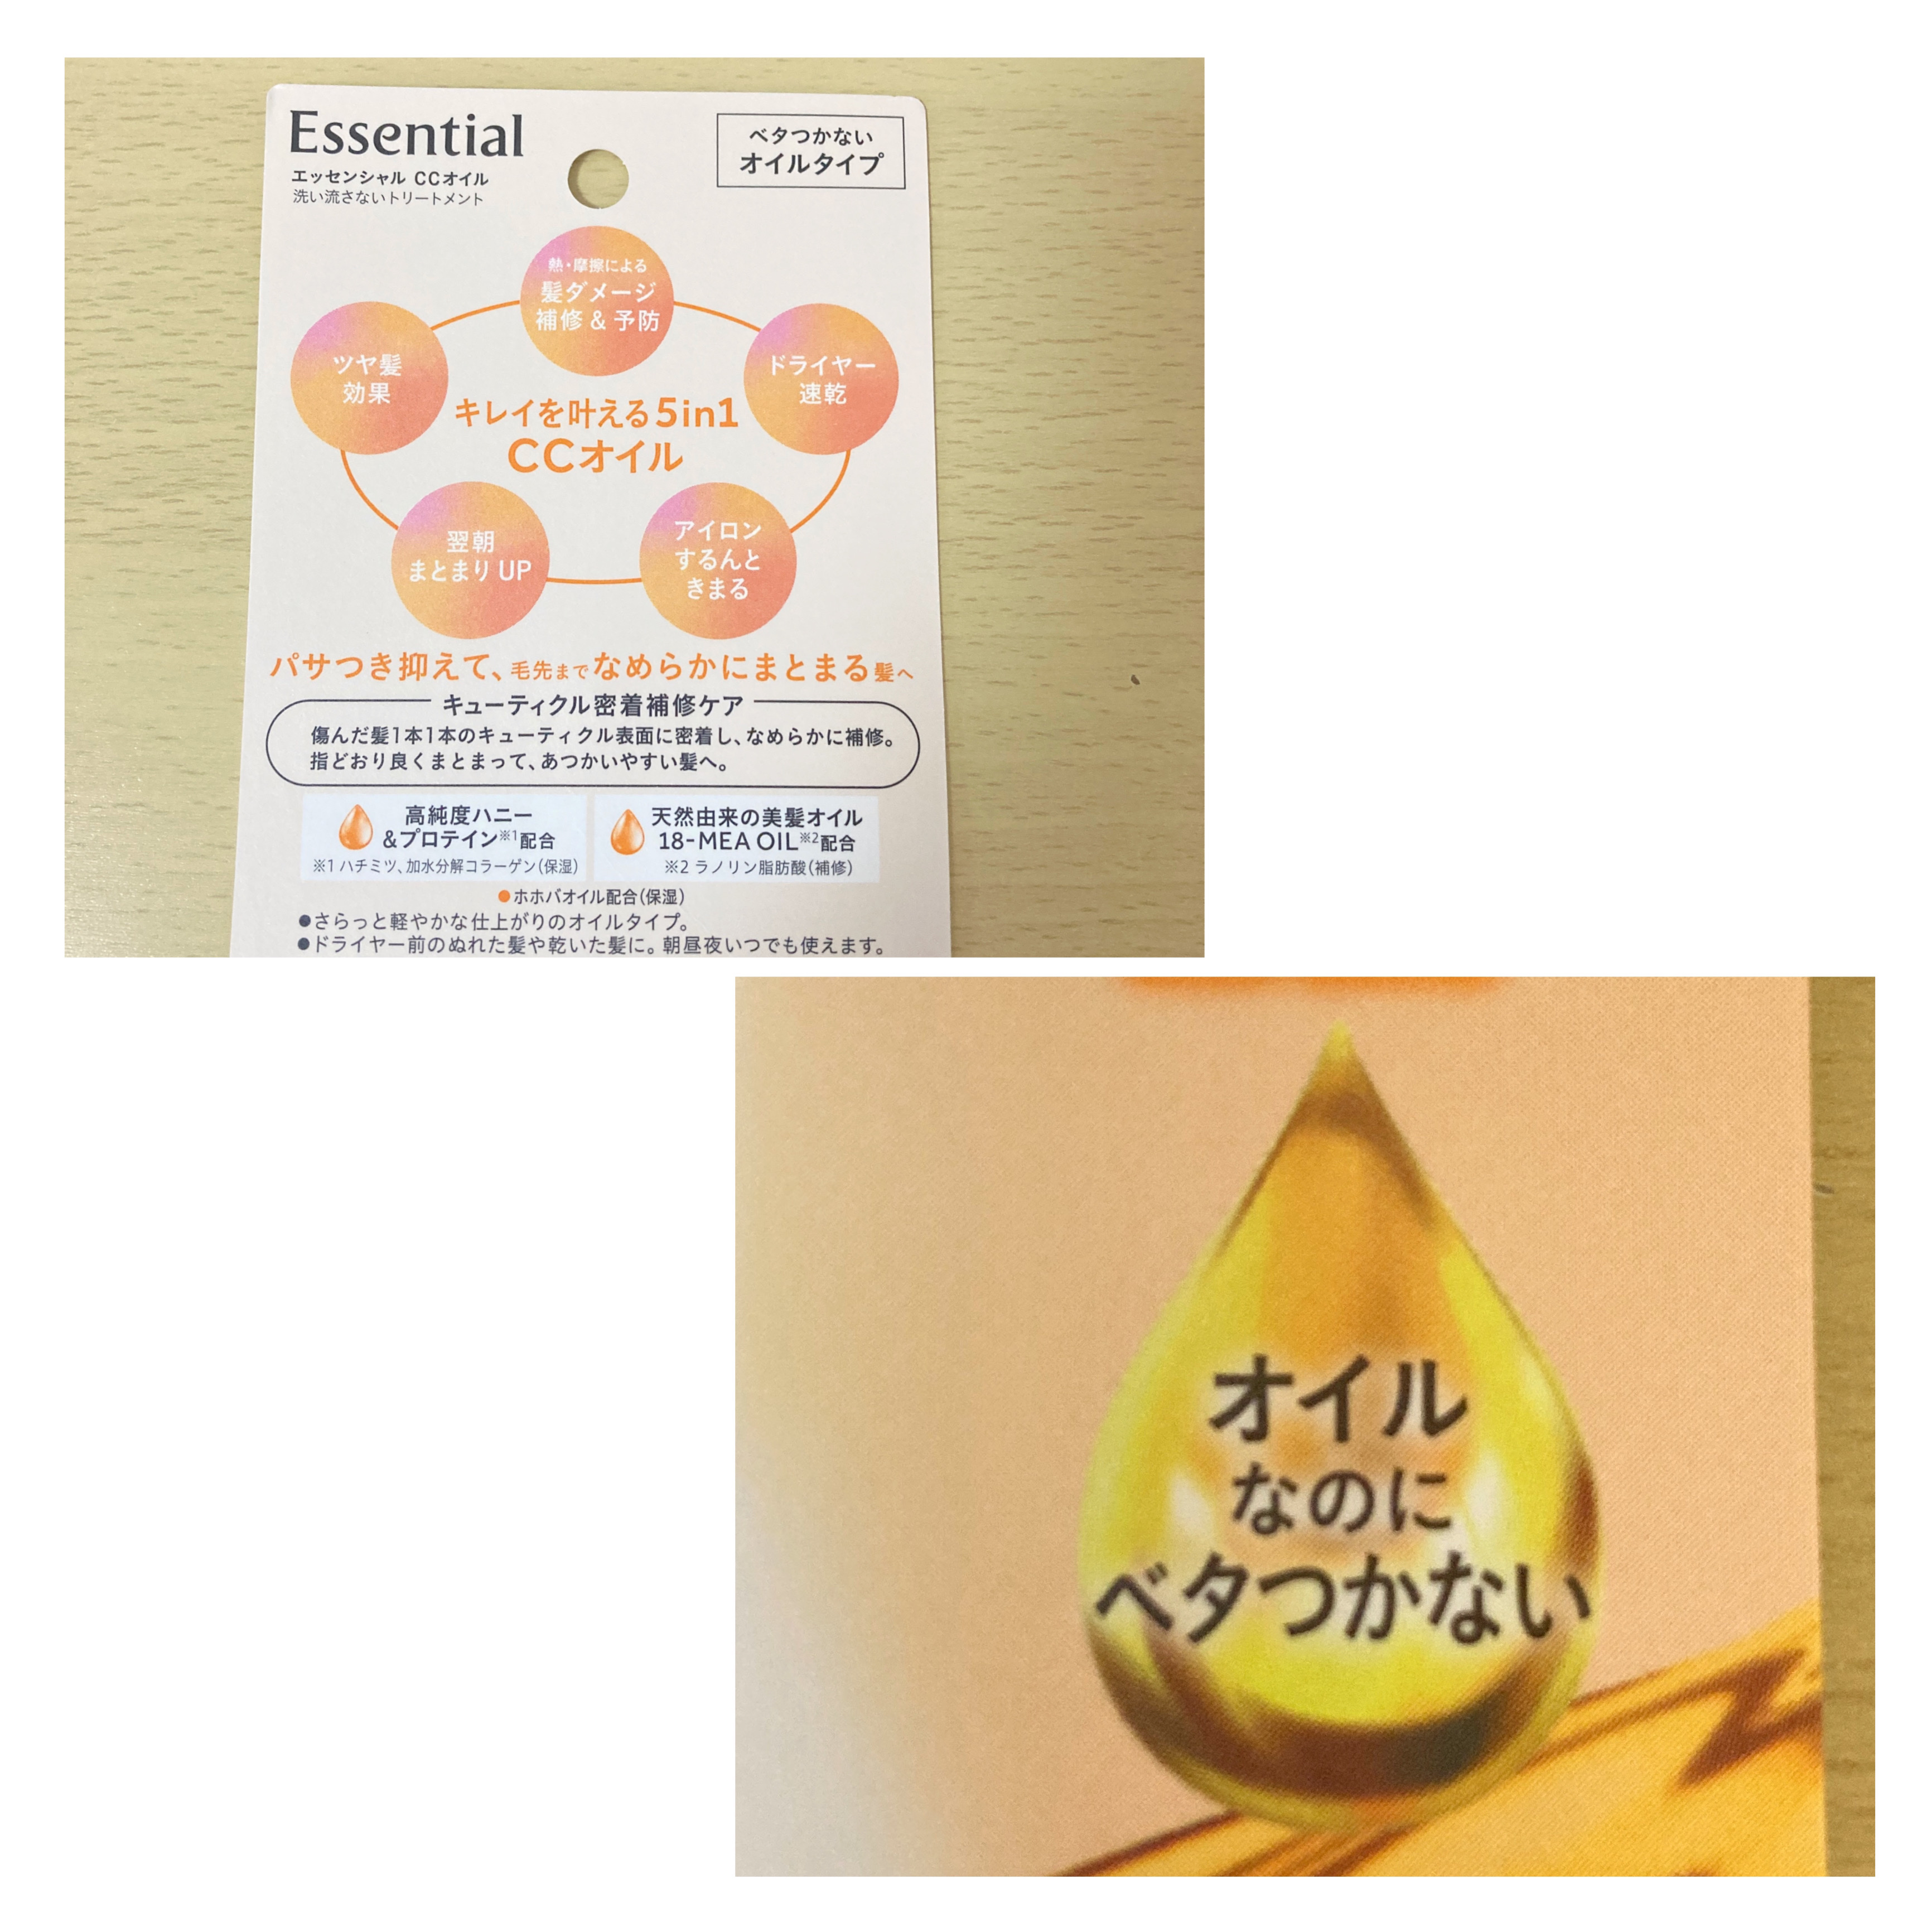 Essential
エッセンシャル CCオイル
洗い流さないトリートメント
ベタつかない
オイルタイプ
熱・摩擦による
髪ダメージ
補修 & 予防
ツヤ髪
効果
ドライヤー
速乾
キレイを叶える5in1
CCオイル
翌朝
まとまり UP
アイロン
するんと
きまる
パサつき抑えて、毛先までなめらかにまとまる髪へ
キューティクル密着補修ケア
傷んだ髪1本1本のキューティクル表面に密着し、なめらかに補修。
指どおり良くまとまって、あつかいやすい髪へ。
高純度ハニー
&プロテイン※1配合
※1 ハチミツ、加水分解コラーゲン(保湿)
天然由来の美髪オイル
18-MEA OIL※2配合
※2 ラノリン脂肪酸(補修)
●ホホバオイル配合(保湿)
●さらっと軽やかな仕上がりのオイルタイプ。
●ドライヤー前のぬれた髪や乾いた髪に。朝昼夜いつでも使えます。
オイル
なのに
ベタつかない